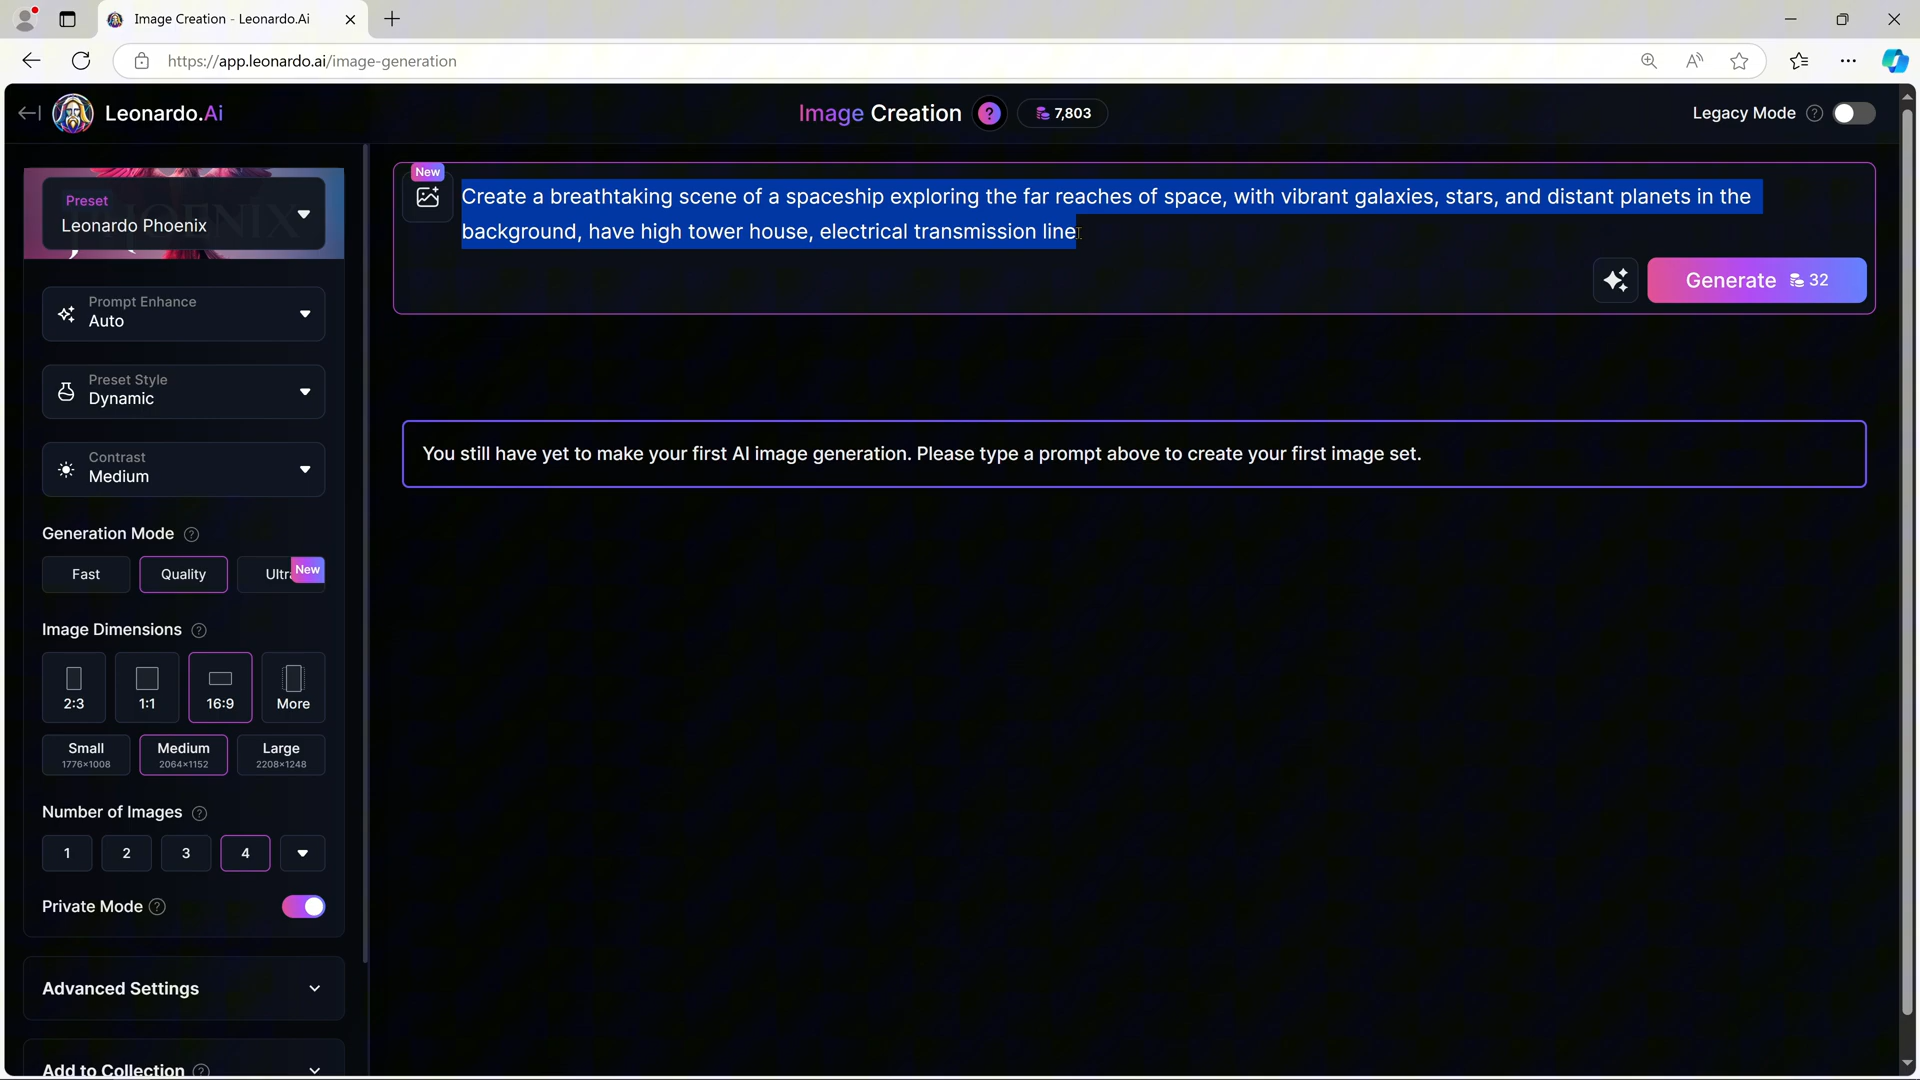 Image Creation - Leonardo.Ai
https://app.leonardo.ai/image-generation
Leonardo.Ai
Image Creation ? 7,803
Legacy Mode ?
Preset
Leonardo Phoenix
Prompt Enhance
Auto
Preset Style
Dynamic
Contrast
Medium
Generation Mode ?
Fast Quality New
Image Dimensions ?
2:3 1:1 16:9 More
Small Medium Large
1776×1008 2064×1152 2208×1248
Number of Images ?
1 2 3 4
Private Mode ?
Advanced Settings
Add to Collection ?
New
Create a breathtaking scene of a spaceship exploring the far reaches of space, with vibrant galaxies, stars, and distant planets in the
background, have high tower house, electrical transmission line
Generate 32
You still have yet to make your first AI image generation. Please type a prompt above to create your first image set.